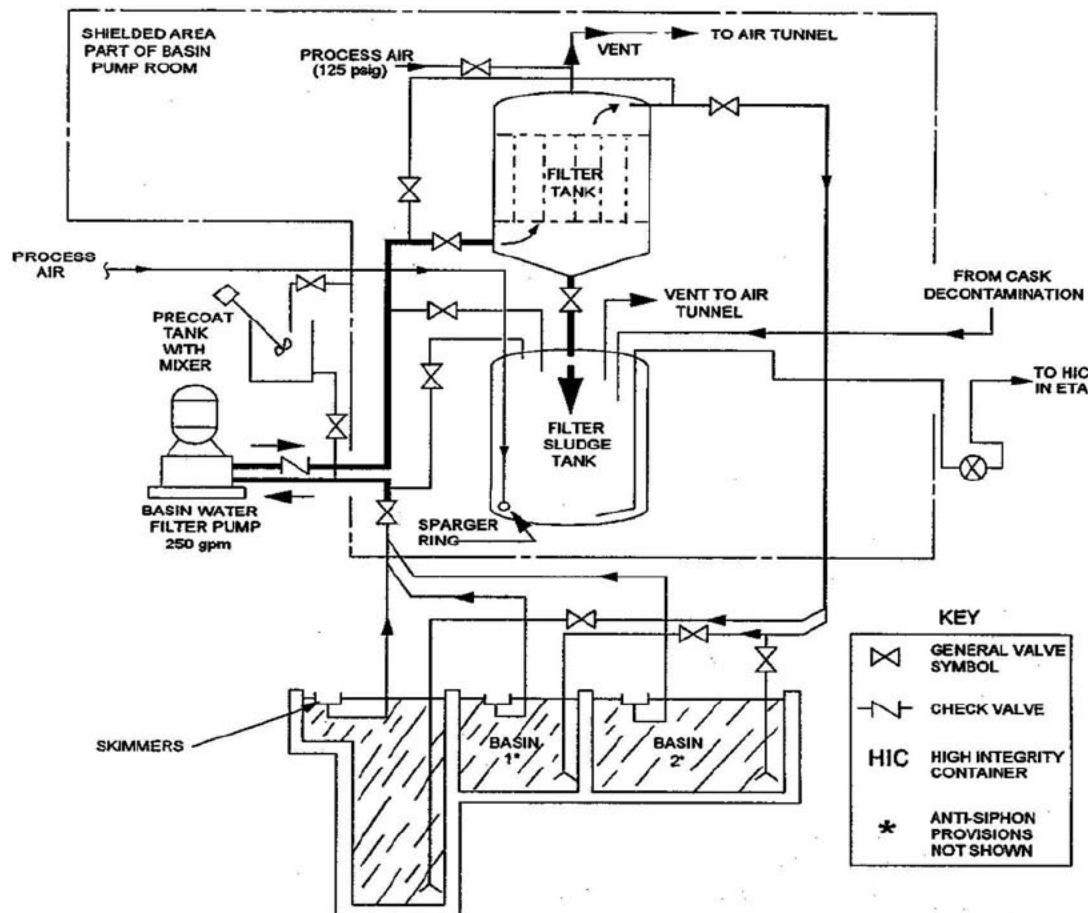 SHIELDED AREA
PART OF BASIN
PUMP ROOM
PROCESS AIR
(125 psig)
VENT
TO AIR TUNNEL
FILTER
TANK
PROCESS
AIR
PRECOAT
TANK
WITH
MIXER
VENT TO AIR
TUNNEL
FROM CASK
DECONTAMINATION
TO HIC
IN ETA
FILTER
SLUDGE
TANK
BASIN WATER
FILTER PUMP
250 gpm
SPARGER
RING
SKIMMERS
BASIN
1*
BASIN
2*
KEY
GENERAL VALVE
SYMBOL
CHECK VALVE
HIC
HIGH INTEGRITY
CONTAINER
*
ANTI-SIPHON
PROVISIONS
NOT SHOWN